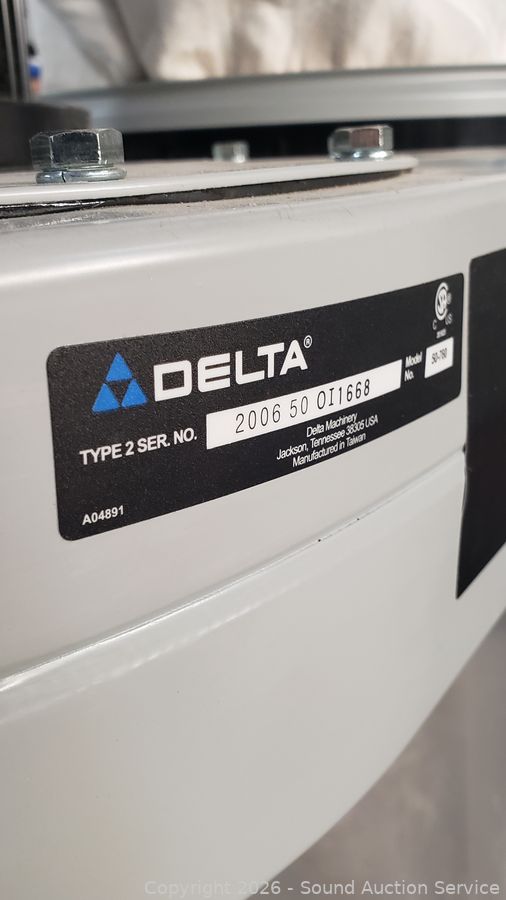 DELTA®
TYPE 2 SER. NO. 2006 50 OI1668
Model No. 50-760
C US
Delta Machinery
Jackson, Tennessee 38305 USA
Manufactured in Taiwan
A04891
Copyright 2026 - Sound Auction Service